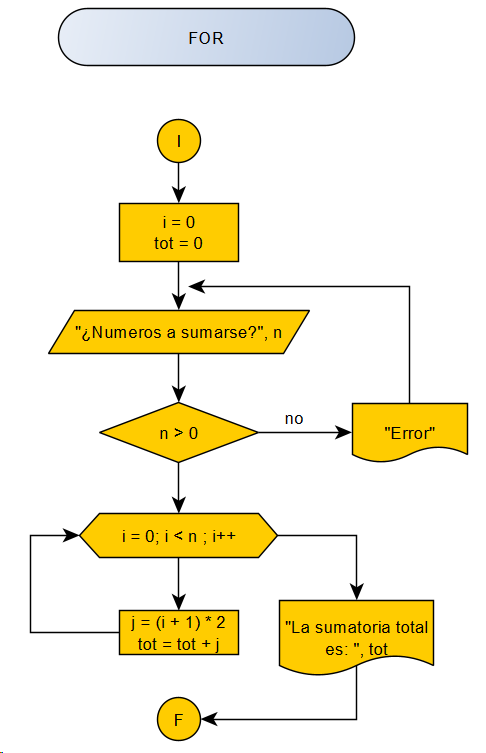 FOR
I
i = 0
tot = 0
"¿Numeros a sumarse?", n
n > 0
no
"Error"
i = 0; i < n ; i++
j = (i + 1) * 2
tot = tot + j
"La sumatoria total
es: ", tot
F